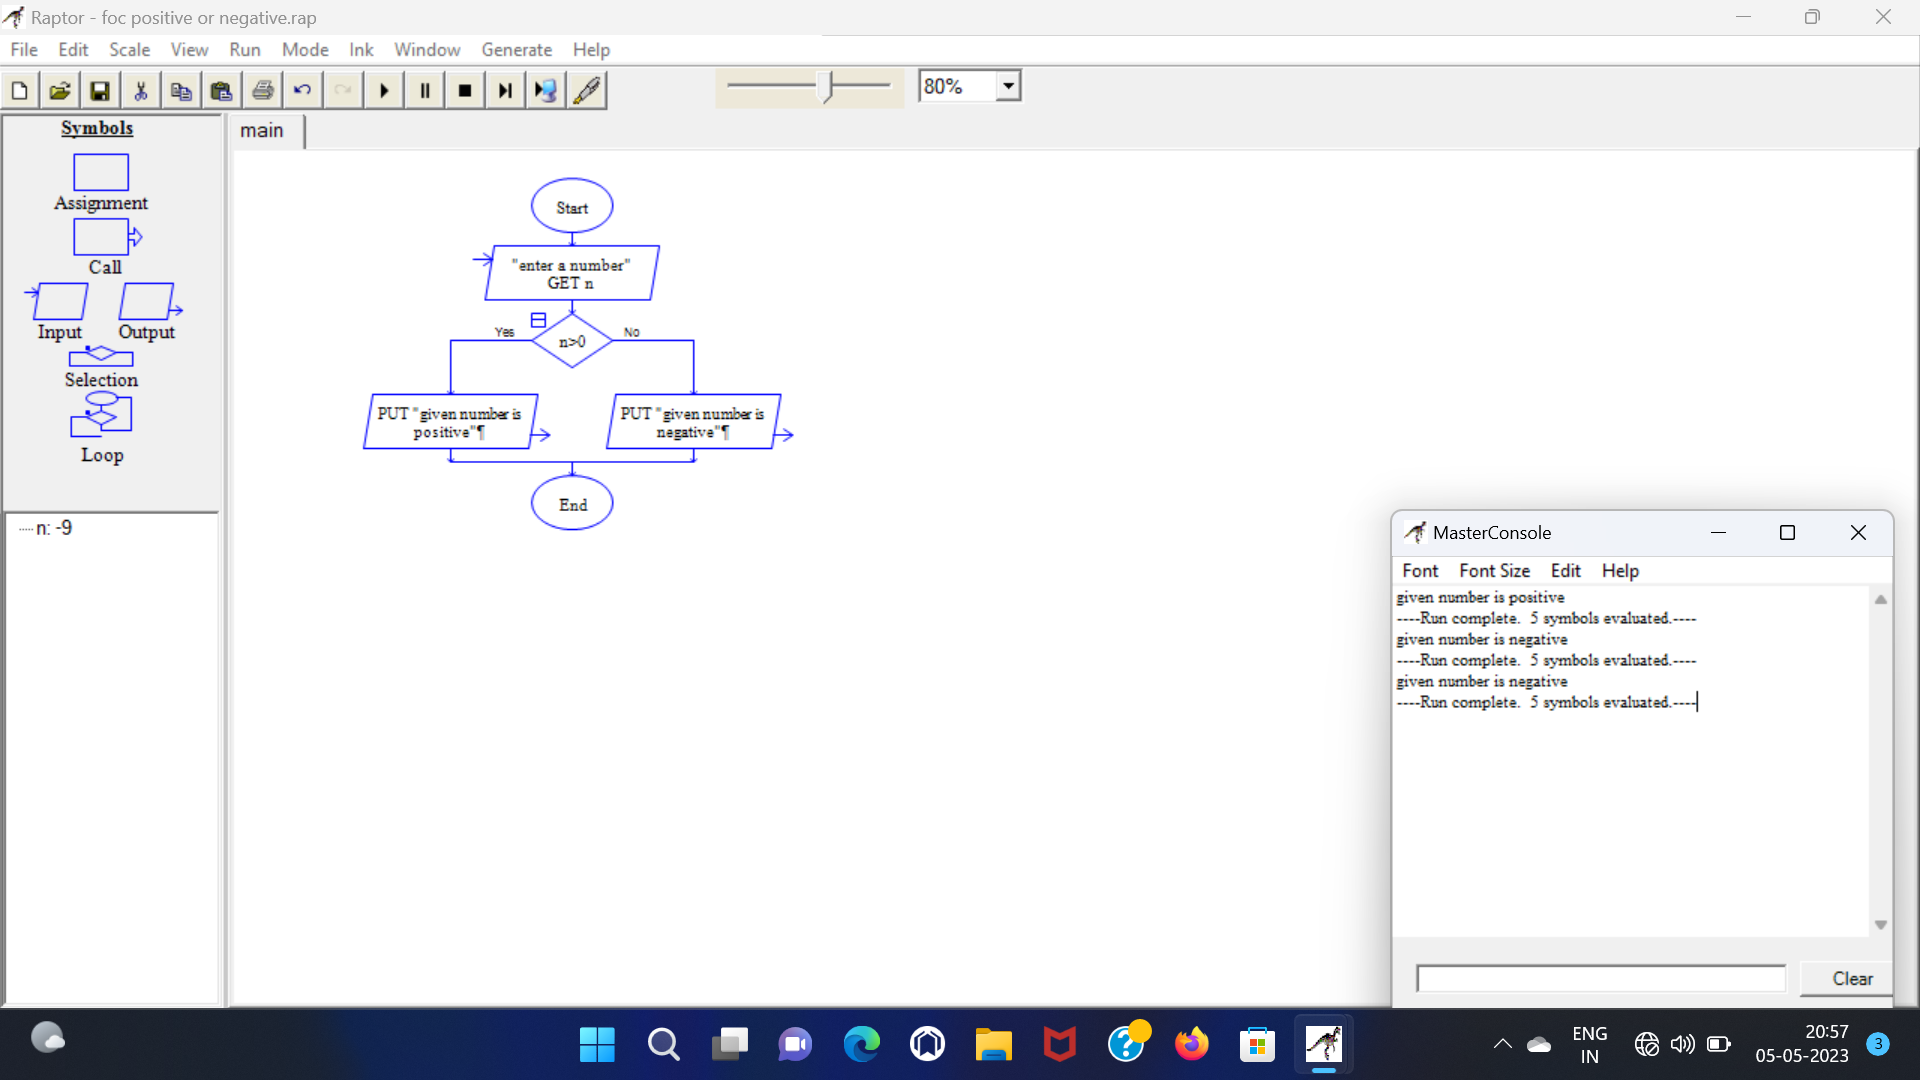 Raptor - foc positive or negative.rap
File Edit Scale View Run Mode Ink Window Generate Help
80%
Symbols
Assignment
Call
Input Output
Selection
Loop
n: -9
main
Start
"enter a number"
GET n
Yes
No
n>0
PUT "given number is
positive"¶
PUT "given number is
negative"¶
End
MasterConsole
Font Font Size Edit Help
given number is positive
----Run complete.  5 symbols evaluated.----
given number is negative
----Run complete.  5 symbols evaluated.----
given number is negative
----Run complete.  5 symbols evaluated.----
Clear
ENG
IN
20:57
05-05-2023
3